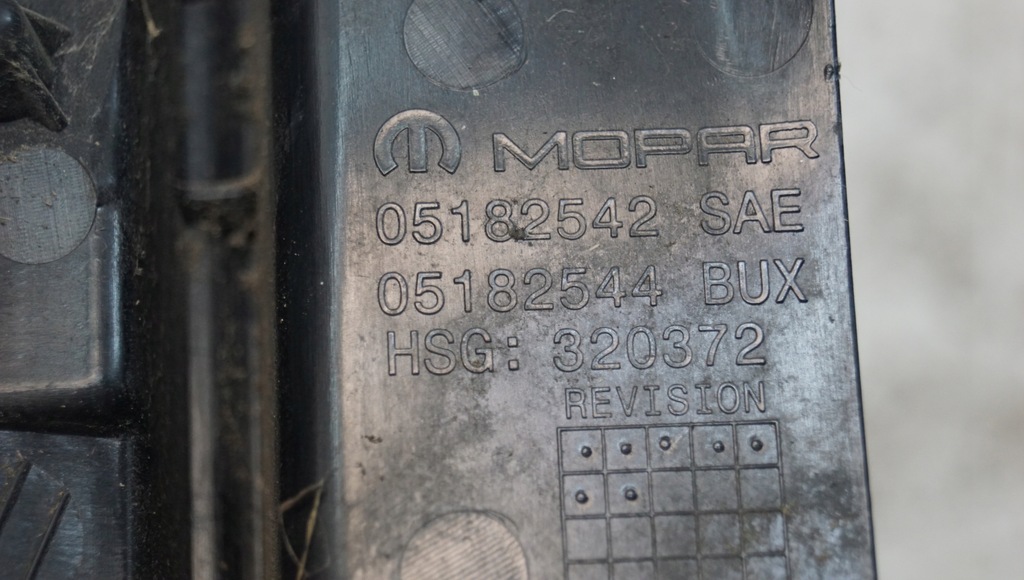 MOPAR
05182542 SAE
05182544 BUX
HSG: 320372
REVISION